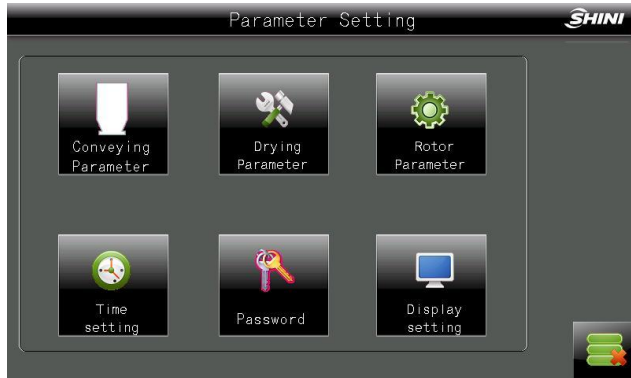 Parameter Setting
SHINI
Conveying
Parameter
Drying
Parameter
Rotor
Parameter
Time
setting
Password
Display
setting